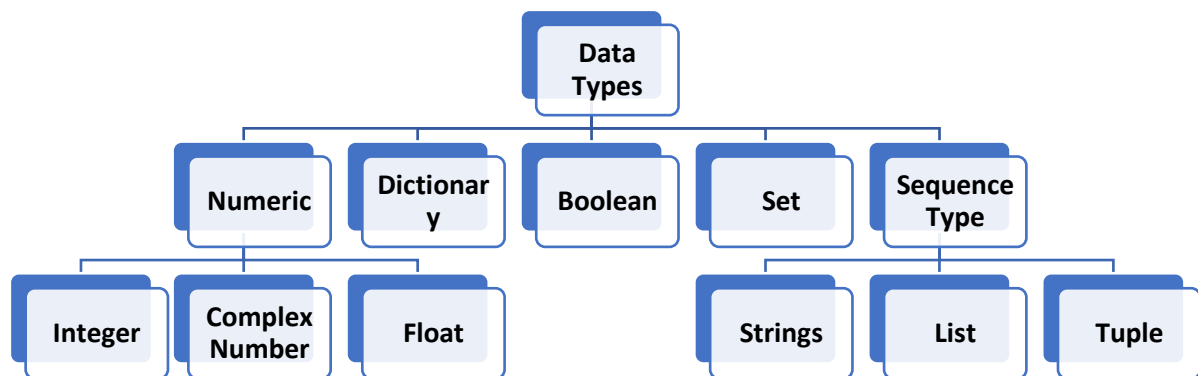 Data
Types
Numeric
Dictionar
y
Boolean
Set
Sequence
Type
Integer
Complex
Number
Float
Strings
List
Tuple